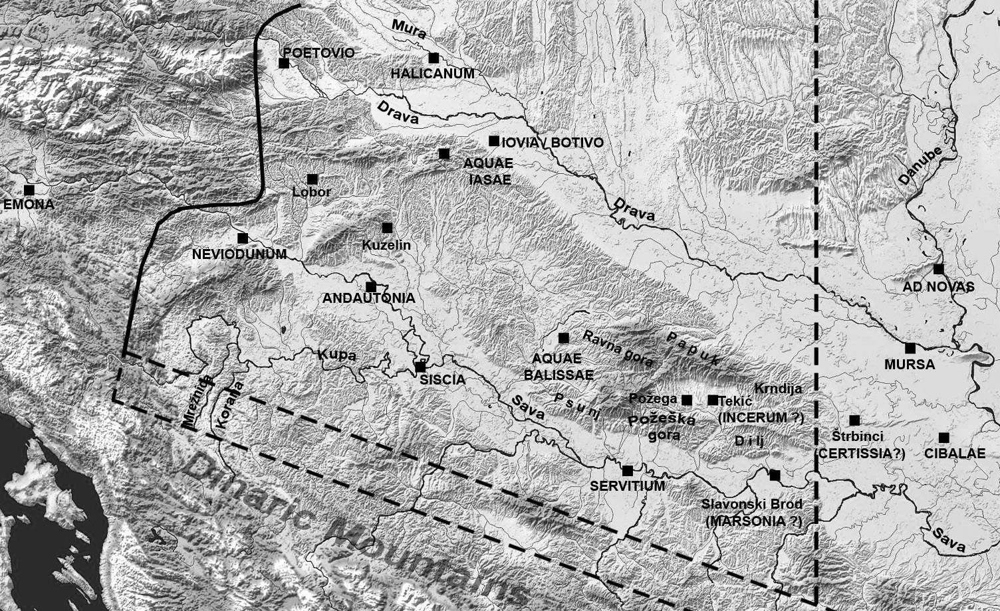 Mura
POETOVIO
HALICANUM
Drava
IOVIA / BOTIVO
AQUAE
IASAE
Danube
Lobor
EMONA
Drava
Kuzelin
NEVIODUNUM
AD NOVAS
ANDAUTONIA
Ravna gora
Papuk
Kupa
AQUAE
BALISSAE
MURSA
SISCIA
Mrežnica
Korana
Krndija
Požega
Tekić
(INCERUM ?)
Psunj
Sava
Požeška
gora
Dilj
Štrbinci
(CERTISSIA?)
CIBALAE
Dinaric Mountains
SERVITIUM
Slavonski Brod
(MARSONIA ?)
Sava